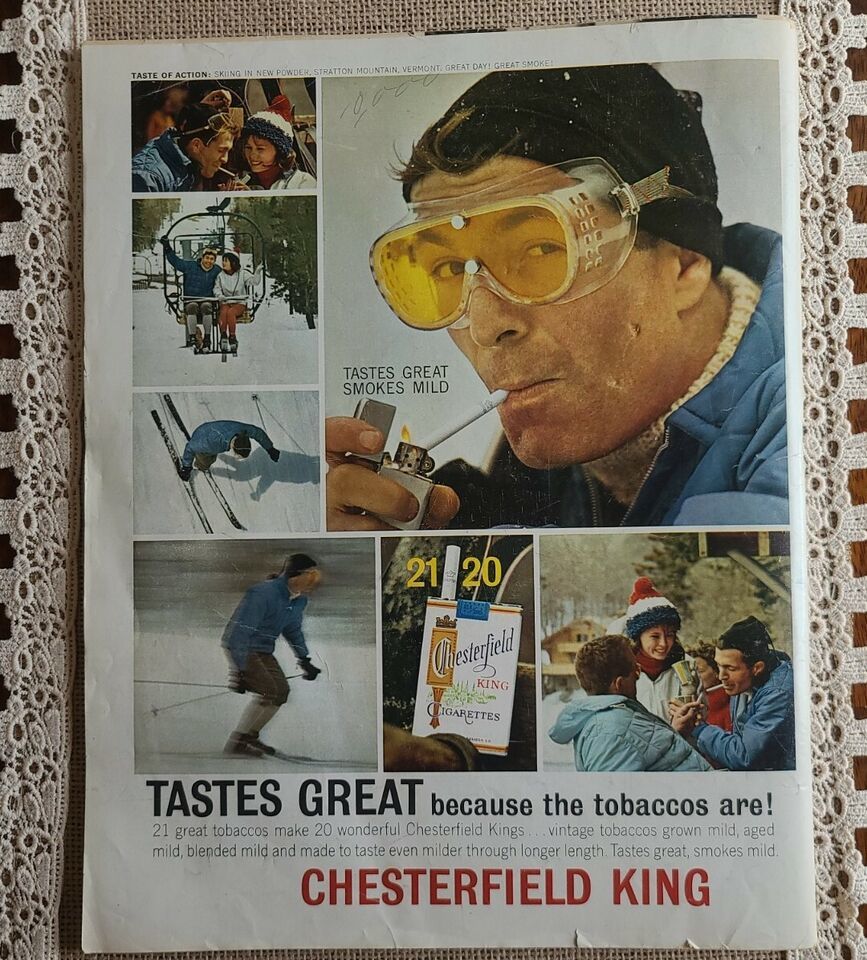 TASTE OF ACTION: SKIING IN NEW POWDER, STRATTON MOUNTAIN, VERMONT. GREAT DAY! GREAT SMOKE!
TASTES GREAT
SMOKES MILD
21 20
Chesterfield
KING
CIGARETTES
TASTES GREAT because the tobaccos are!
21 great tobaccos make 20 wonderful Chesterfield Kings... vintage tobaccos grown mild, aged
mild, blended mild and made to taste even milder through longer length. Tastes great, smokes mild.
CHESTERFIELD KING